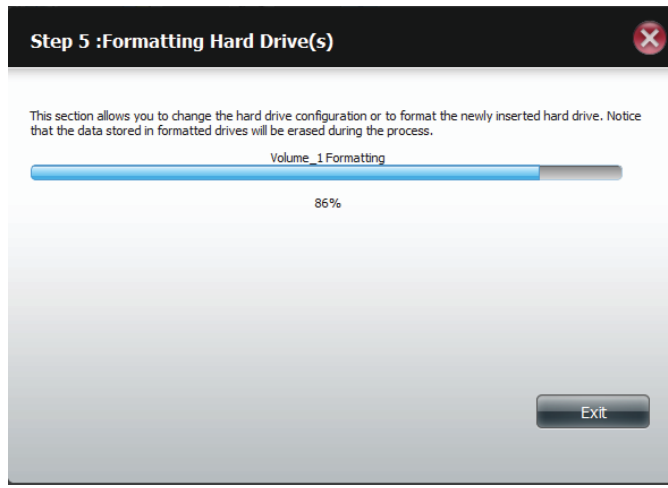 Step 5 :Formatting Hard Drive(s)
This section allows you to change the hard drive configuration or to format the newly inserted hard drive. Notice
that the data stored in formatted drives will be erased during the process.
Volume_1 Formatting
86%
Exit